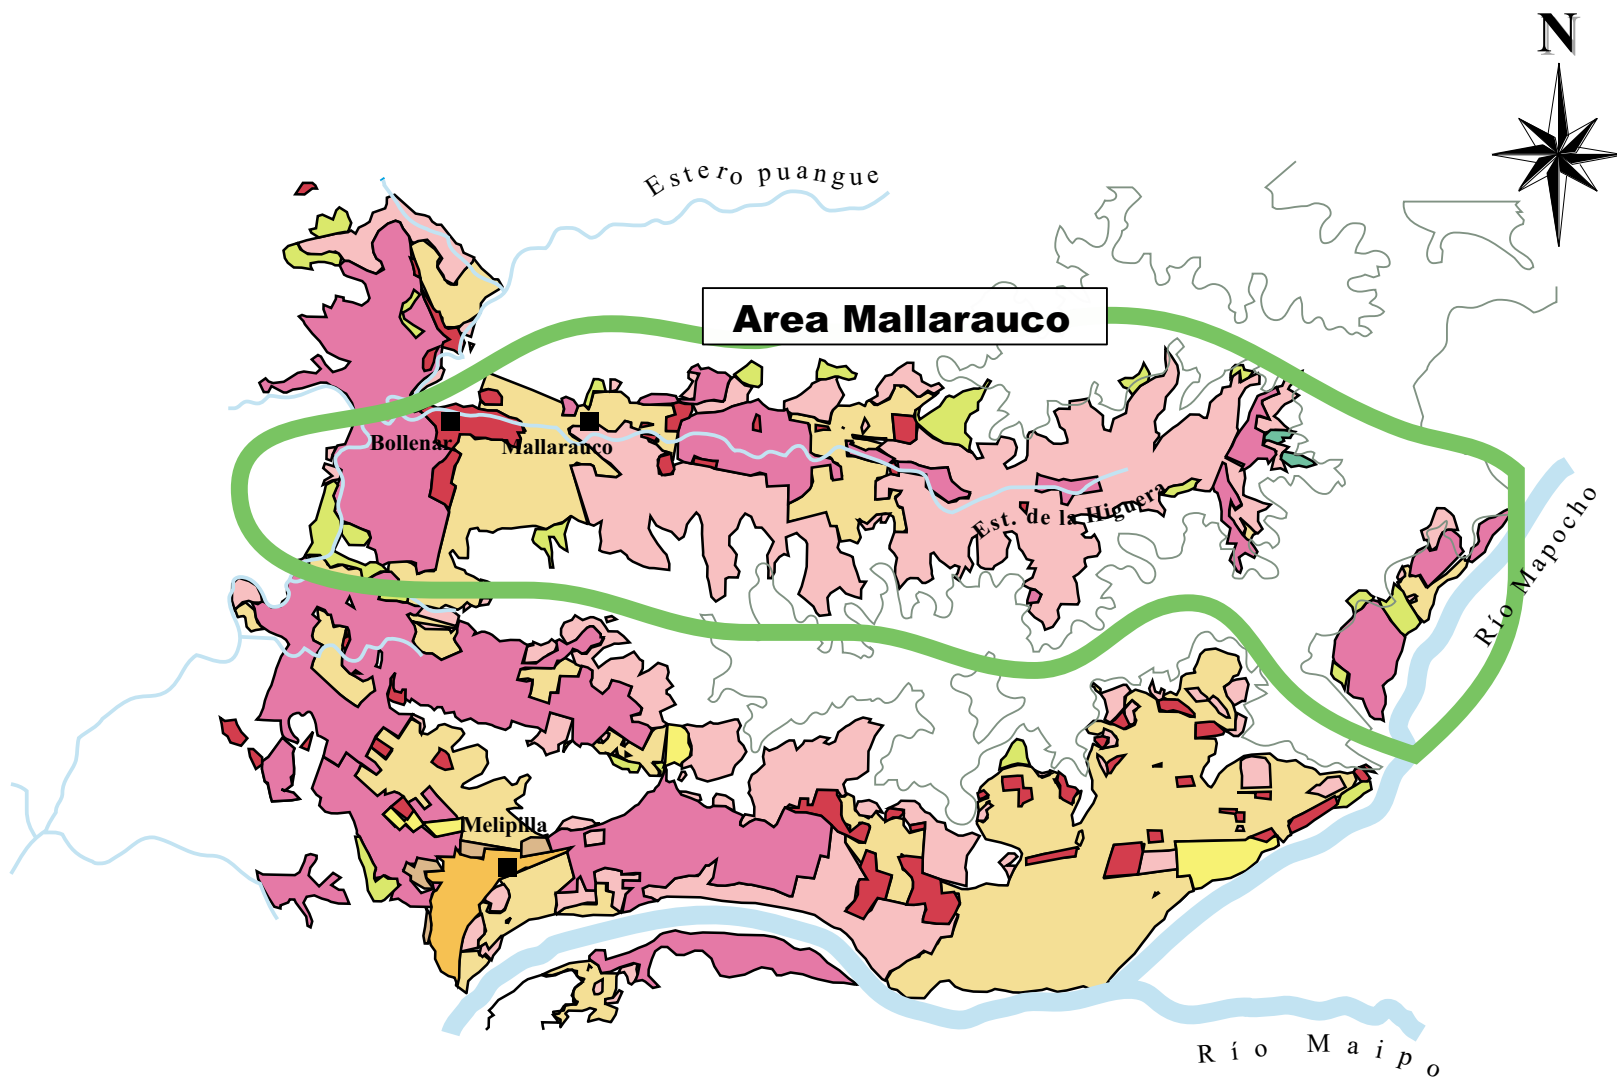 N
Estero puangue
Area Mallarauco
Bollenar
Mallarauco
Est. de la Higuera
Río Mapocho
Melipilla
Río Maipo